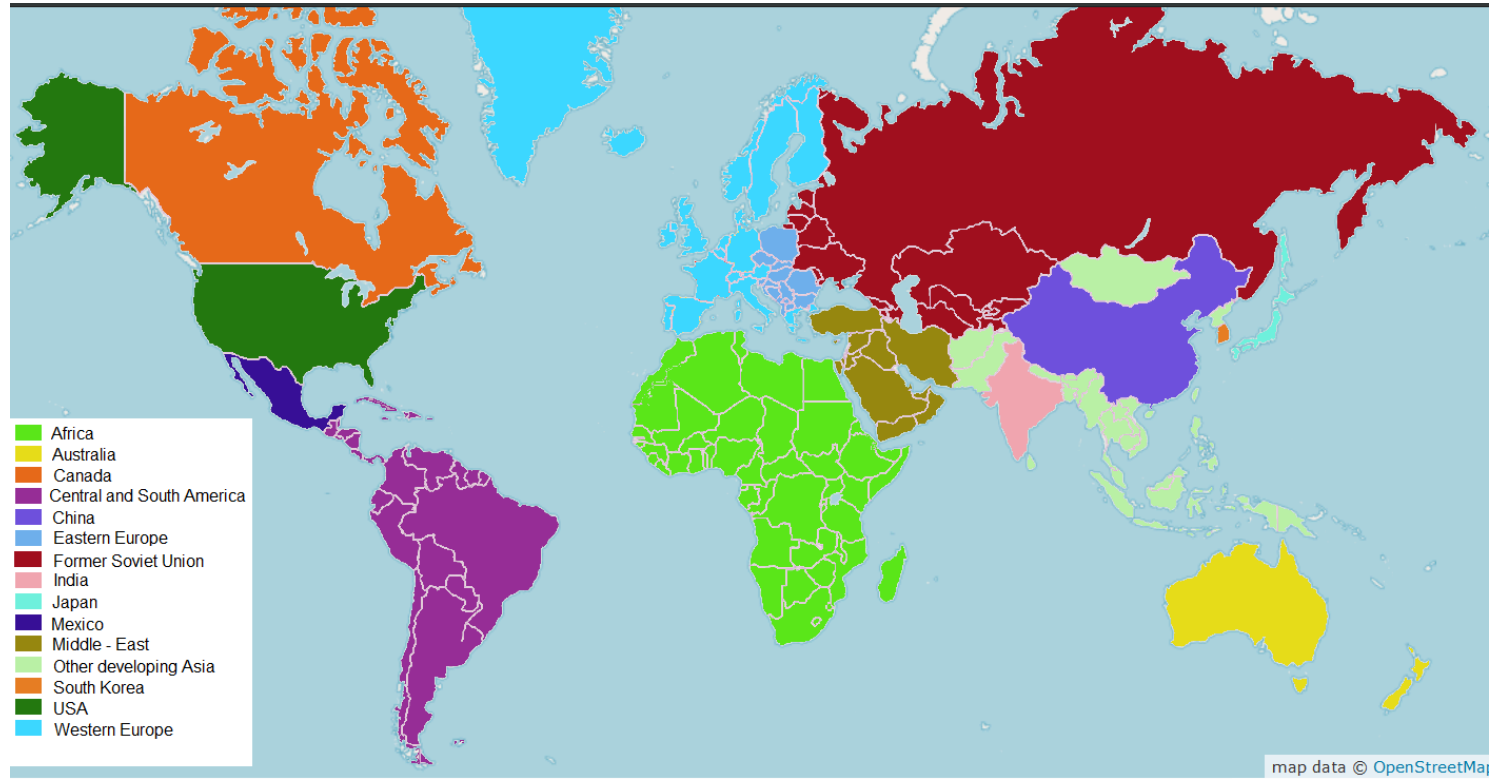 Africa
Australia
Canada
Central and South America
China
Eastern Europe
Former Soviet Union
India
Japan
Mexico
Middle - East
Other developing Asia
South Korea
USA
Western Europe
map data © OpenStreetMap